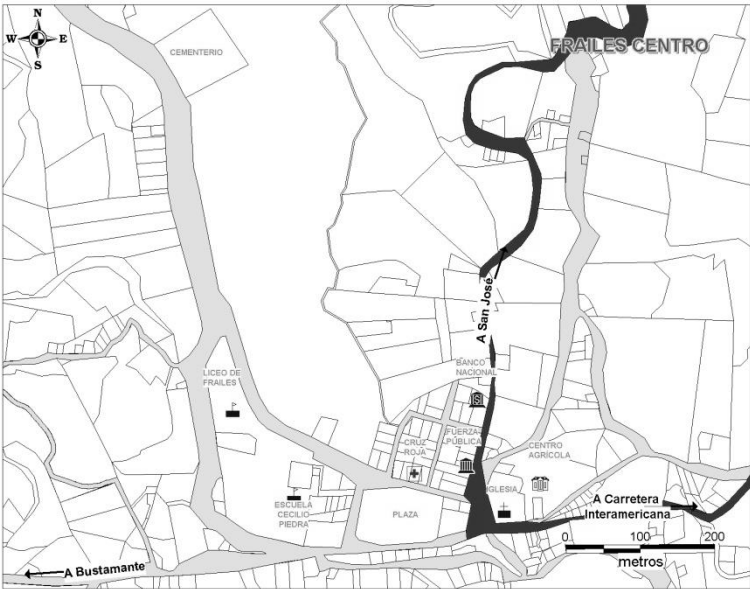 N
W E
S
CEMENTERIO
FRAILES CENTRO
A San José
BANCO
NACIONAL
LICEO DE
FRAILES
CRUZ
ROJA
FUERZA
PÚBLICA
CENTRO
AGRÍCOLA
ESCUELA
CECILIO
PIEDRA
PLAZA
IGLESIA
A Carretera
Interamericana
A Bustamante
0 100 200
metros